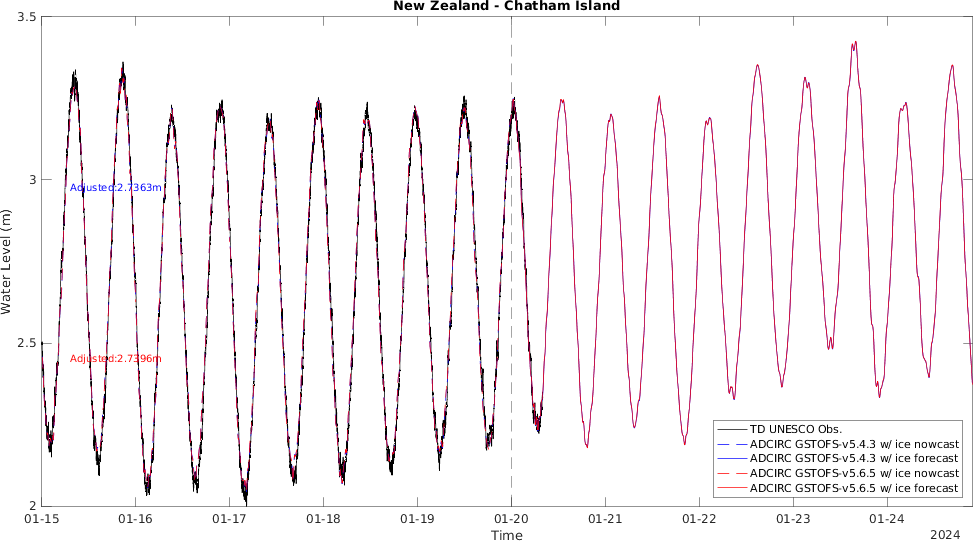 New Zealand - Chatham Island
3.5
3
2.5
2
Water Level (m)
Adjusted:2.7363m
Adjusted:2.7396m
TD UNESCO Obs.
ADCIRC GSTOFS-v5.4.3 w/ ice nowcast
ADCIRC GSTOFS-v5.4.3 w/ ice forecast
ADCIRC GSTOFS-v5.6.5 w/ ice nowcast
ADCIRC GSTOFS-v5.6.5 w/ ice forecast
01-15 01-16 01-17 01-18 01-19 01-20 01-21 01-22 01-23 01-24
Time
2024